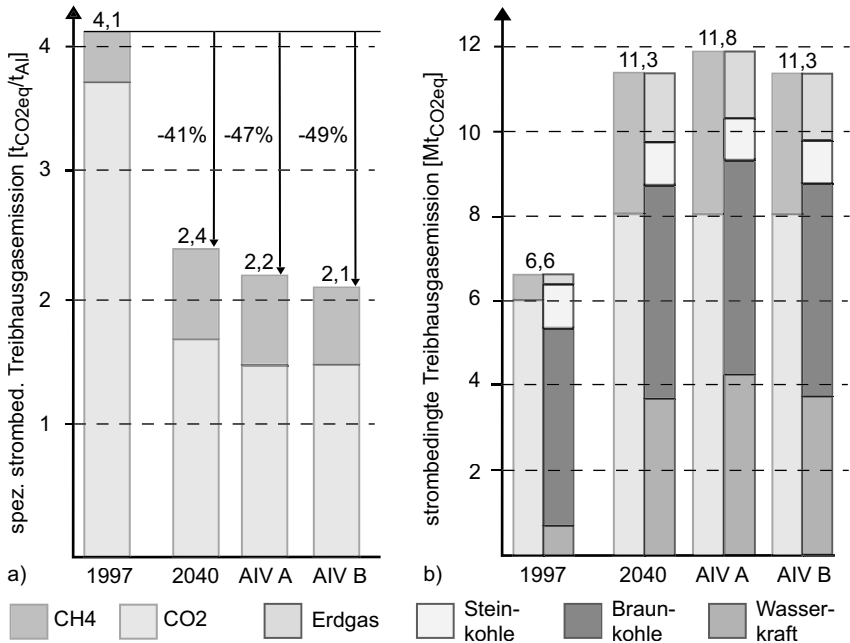 spez. strombed. Treibhausgasemission [tCO2eq/tAl]
4,1
4
3
2
1
-41%
-47%
-49%
2,4
2,2
2,1
a)
1997
2040
AIV A
AIV B
strombedingte Treibhausgasemission [MtCO2eq]
12
10
8
6
4
2
6,6
11,3
11,8
11,3
b)
1997
2040
AIV A
AIV B
CH4
CO2
Erdgas
Stein-
kohle
Braun-
kohle
Wasser-
kraft